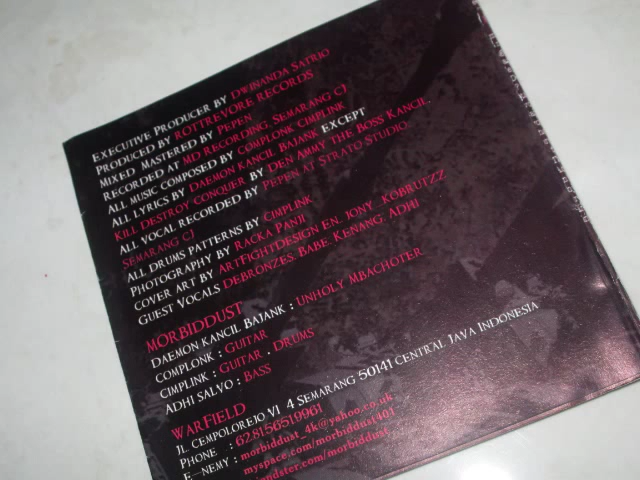 Executive Producer by Dwinanda Satrio
Produced by Rottrevore Records
Mixed Mastered by Pepen
Recorded at MD Recording, Semarang CJ
All music composed by Complonk Cimplink
All lyrics by Daemon Kancil Bajank except
Kill Destroy Conquer by Den Ammy The Boss Kancil.
All vocal recorded by Pepen at Strato Studio.
Semarang CJ
All drums patterns by Cimplink
Photography by Racka Panji
Cover art by ArtFightDesign En. Jony_Kobrutzz
Guest Vocals Debronzes. Babe. Kenang. Adhi
Morbiddust
Daemon Kancil Bajank : Unholy Mbachoter
Complonk : Guitar
Cimplink : Guitar . Drums
Adhi Salvo : Bass
Warfield
Jl. Cempolorejo VI 4 Semarang 50141 Central Java Indonesia
Phone : 628156519961
E-nemy : morbiddust_4k@yahoo.co.uk
myspace.com/morbiddust401